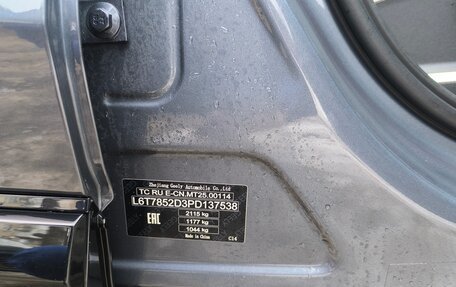 Zhejiang Geely Automobile Co.,Ltd
TC RU E-CN.MT25.00114
L6T7852D3PD137538
EAC
2115 kg
1177 kg
1044 kg
Made in China
C14